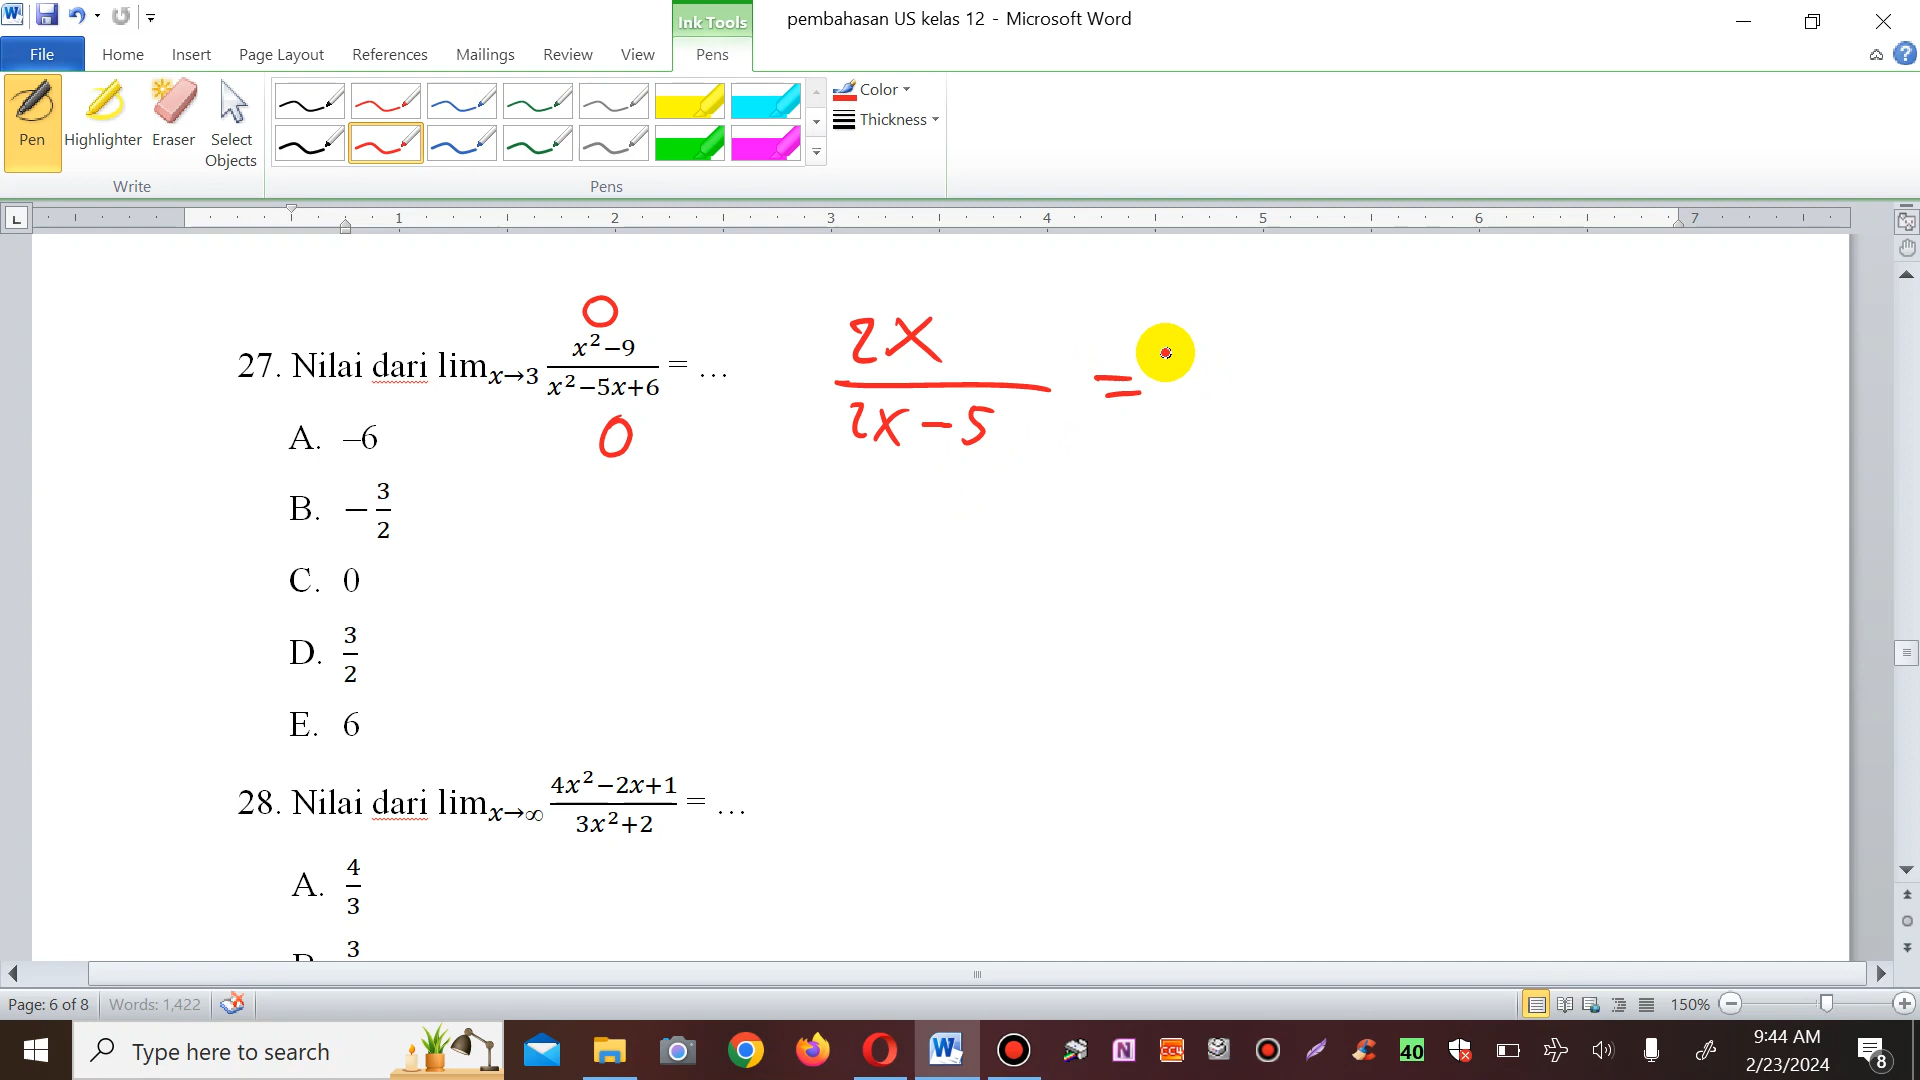 pembahasan US kelas 12 - Microsoft Word
Ink Tools
File Home Insert Page Layout References Mailings Review View Pens
Pen Highlighter Eraser Select Objects
Color
Thickness
Write Pens
1 2 3 4 5 6 7
0
27. Nilai dari lim x→3 (x² −9)/(x² −5x+6) = …
0
2x/(2x − 5) =
A. –6
B. − 3/2
C. 0
D. 3/2
E. 6
28. Nilai dari lim x→∞ (4x² −2x+1)/(3x² +2) = …
A. 4/3
3
Page: 6 of 8 Words: 1,422 150%
Type here to search
40
9:44 AM
2/23/2024
8